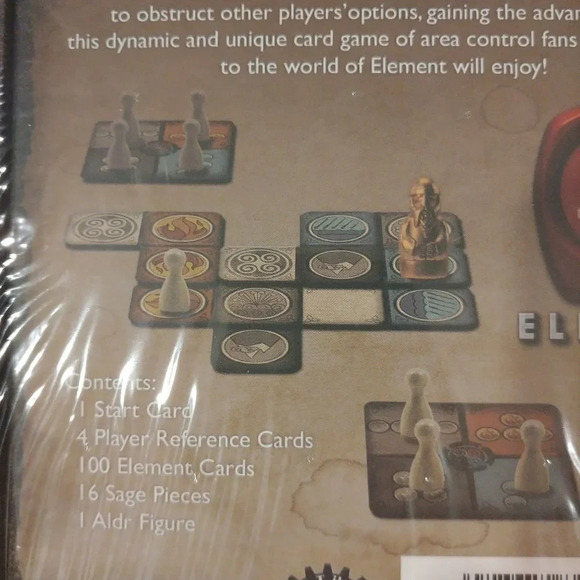 to obstruct other players'options, gaining the advan
this dynamic and unique card game of area control fans
to the world of Element will enjoy!
EL
Contents:
1 Start Card
4 Player Reference Cards
100 Element Cards
16 Sage Pieces
1 Aldr Figure